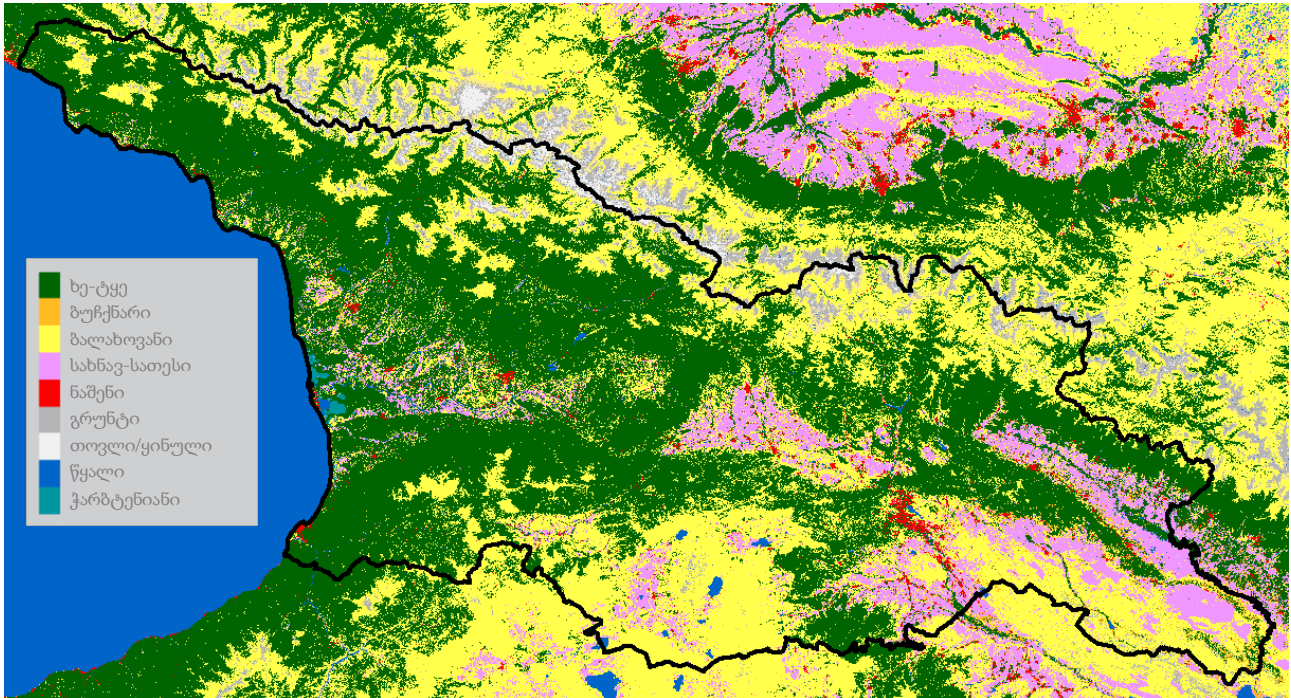 ხე-ტყე
ბუჩქნარი
ბალახოვანი
სახნავ-სათესი
ნაშენი
გრუნტი
თოვლი/ყინული
წყალი
ჭარბტენიანი